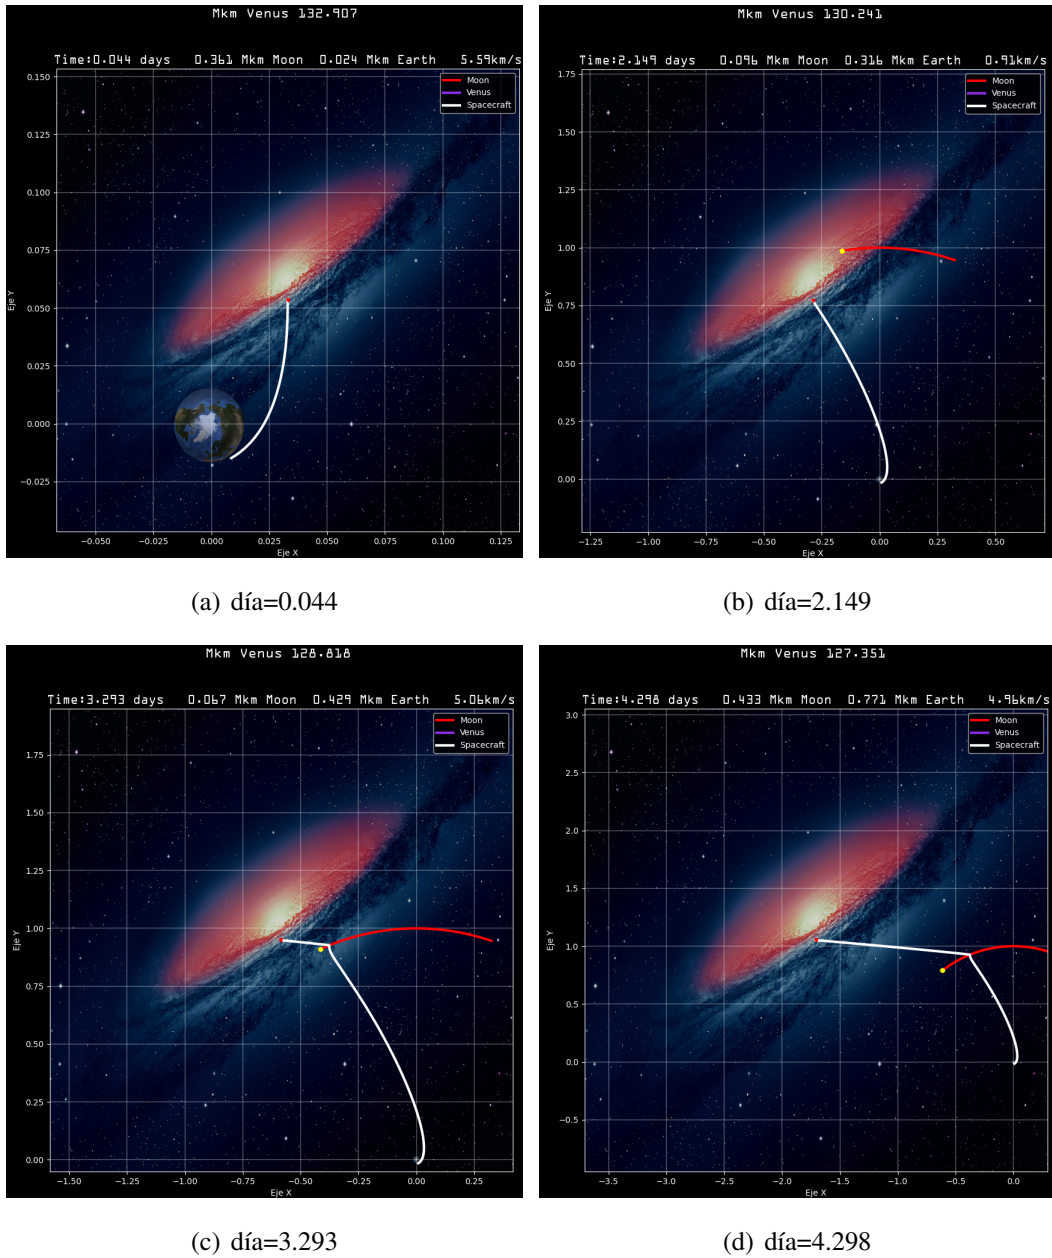 Mkm Venus 132.907
Time:0.044 days 0.361 Mkm Moon 0.024 Mkm Earth 5.59km/s
0.150
0.125
0.100
0.075
0.050
0.025
0.000
−0.025
Eje Y
Moon
Venus
Spacecraft
−0.050 −0.025 0.000 0.025 0.050 0.075 0.100 0.125
Eje X
(a) día=0.044
Mkm Venus 130.241
Time:2.149 days 0.096 Mkm Moon 0.316 Mkm Earth 0.91km/s
1.75
1.50
1.25
1.00
0.75
0.50
0.25
0.00
Eje Y
Moon
Venus
Spacecraft
−1.25 −1.00 −0.75 −0.50 −0.25 0.00 0.25 0.50
Eje X
(b) día=2.149
Mkm Venus 128.818
Time:3.293 days 0.067 Mkm Moon 0.429 Mkm Earth 5.06km/s
1.75
1.50
1.25
1.00
0.75
0.50
0.25
0.00
Eje Y
Moon
Venus
Spacecraft
−1.50 −1.25 −1.00 −0.75 −0.50 −0.25 0.00 0.25
Eje X
(c) día=3.293
Mkm Venus 127.351
Time:4.298 days 0.433 Mkm Moon 0.771 Mkm Earth 4.96km/s
3.0
2.5
2.0
1.5
1.0
0.5
0.0
−0.5
Eje Y
Moon
Venus
Spacecraft
−3.5 −3.0 −2.5 −2.0 −1.5 −1.0 −0.5 0.0
Eje X
(d) día=4.298